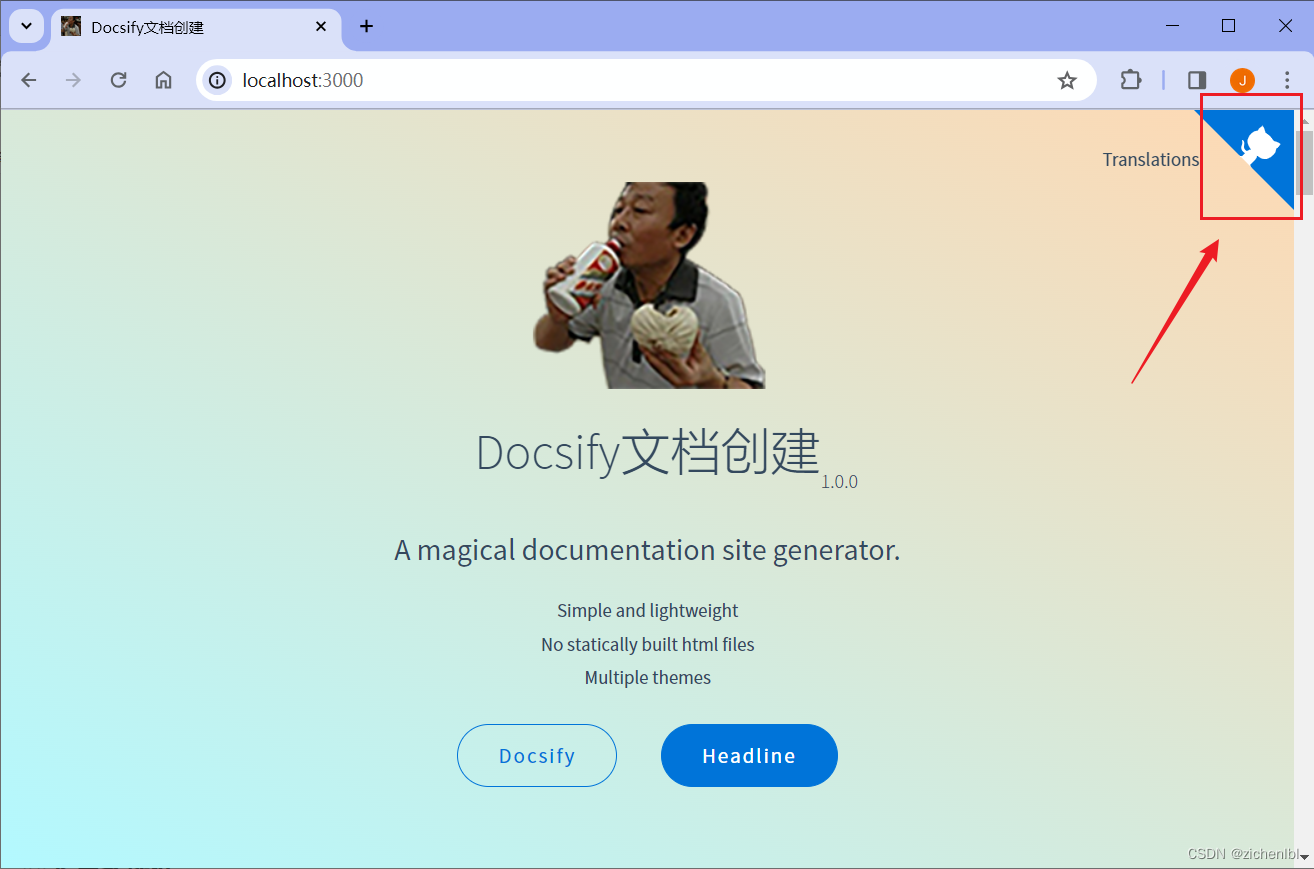 Docsify文档创建
localhost:3000
J
Translations
Docsify文档创建 1.0.0
A magical documentation site generator.
Simple and lightweight
No statically built html files
Multiple themes
Docsify Headline
CSDN @zichenlbl